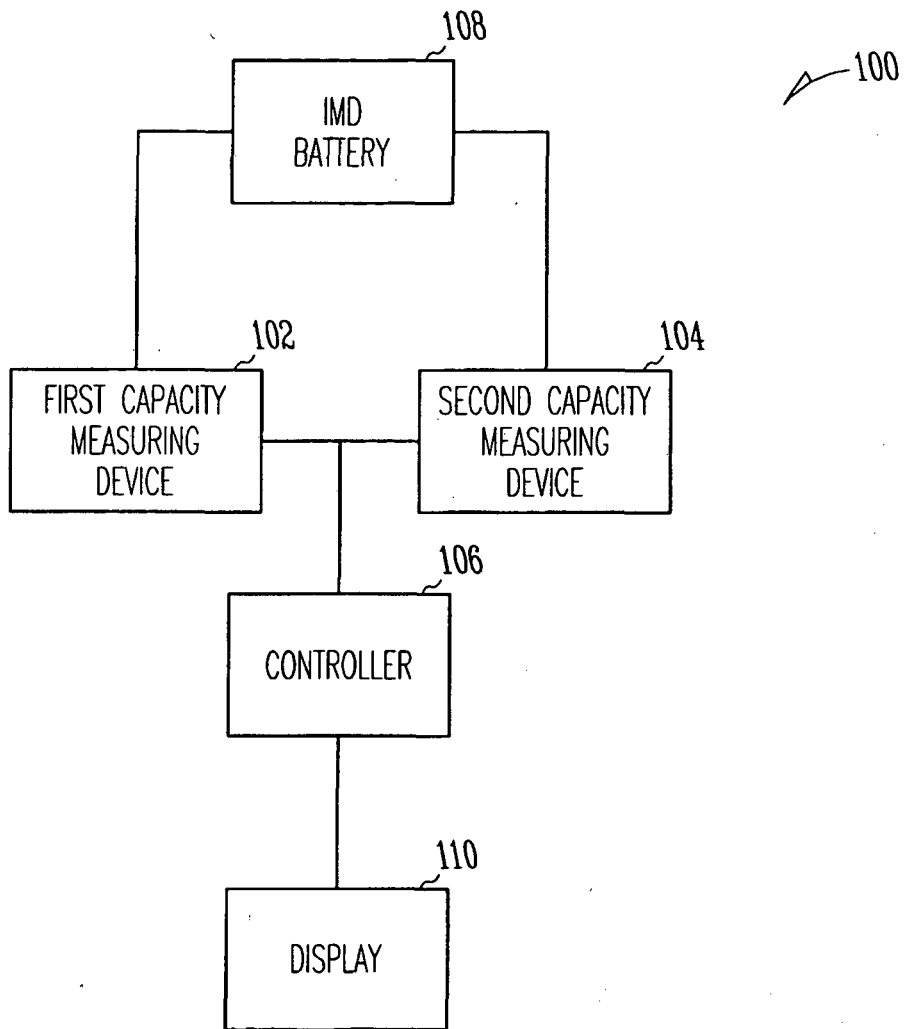 108
100
IMD
BATTERY
102
104
FIRST CAPACITY
MEASURING
DEVICE
SECOND CAPACITY
MEASURING
DEVICE
106
CONTROLLER
110
DISPLAY